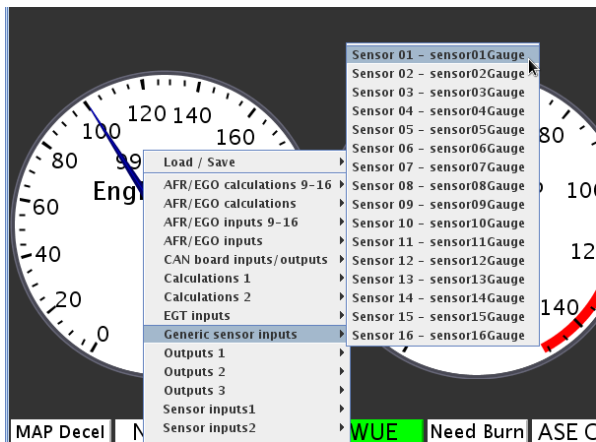 120 140
100
160
80
99
Engi
60
40
20
0
Load / Save
AFR/EGO calculations 9-16
AFR/EGO calculations
AFR/EGO inputs 9-16
AFR/EGO inputs
CAN board inputs/outputs
Calculations 1
Calculations 2
EGT inputs
Generic sensor inputs
Outputs 1
Outputs 2
Outputs 3
Sensor inputs1
Sensor inputs2
Sensor 01 - sensor01Gauge
Sensor 02 - sensor02Gauge
Sensor 03 - sensor03Gauge
Sensor 04 - sensor04Gauge
Sensor 05 - sensor05Gauge
Sensor 06 - sensor06Gauge
Sensor 07 - sensor07Gauge
Sensor 08 - sensor08Gauge
Sensor 09 - sensor09Gauge
Sensor 10 - sensor10Gauge
Sensor 11 - sensor11Gauge
Sensor 12 - sensor12Gauge
Sensor 13 - sensor13Gauge
Sensor 14 - sensor14Gauge
Sensor 15 - sensor15Gauge
Sensor 16 - sensor16Gauge
80
100
12
140
MAP Decel
N
WUE
Need Burn
ASE